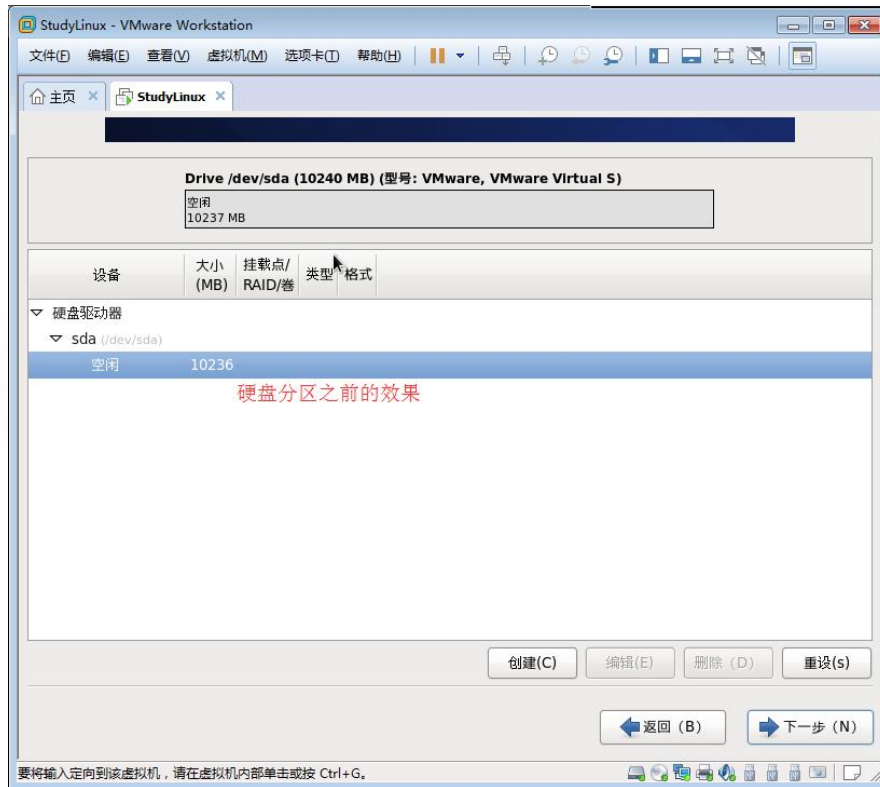 StudyLinux - VMware Workstation
文件(F) 编辑(E) 查看(V) 虚拟机(M) 选项卡(T) 帮助(H)
主页 StudyLinux
Drive /dev/sda (10240 MB) (型号: VMware, VMware Virtual S)
空闲
10237 MB
设备 大小 (MB) 挂载点/ RAID/卷 类型 格式
硬盘驱动器
sda (/dev/sda)
空闲 10236
硬盘分区之前的效果
创建(C) 编辑(E) 删除（D） 重设(s)
返回（B） 下一步（N）
要将输入定向到该虚拟机，请在虚拟机内部单击或按 Ctrl+G。